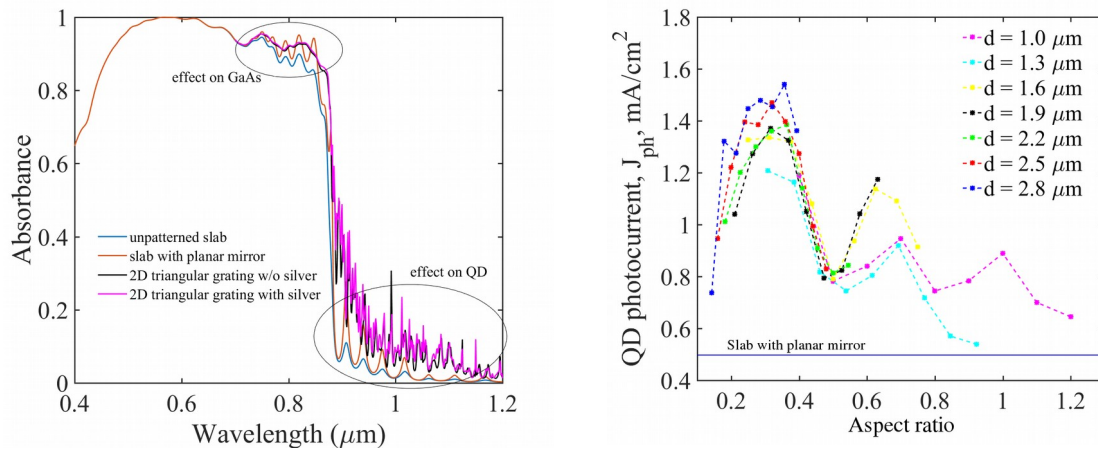 Absorbance
1
0.8
0.6
0.4
0.2
0
effect on GaAs
unpatterned slab
slab with planar mirror
2D triangular grating w/o silver
2D triangular grating with silver
effect on QD
0.4 0.6 0.8 1 1.2
Wavelength (μm)
QD photocurrent, J_ph, mA/cm²
1.8
1.6
1.4
1.2
1
0.8
0.6
0.4
d = 1.0 μm
d = 1.3 μm
d = 1.6 μm
d = 1.9 μm
d = 2.2 μm
d = 2.5 μm
d = 2.8 μm
Slab with planar mirror
0.2 0.4 0.6 0.8 1 1.2
Aspect ratio